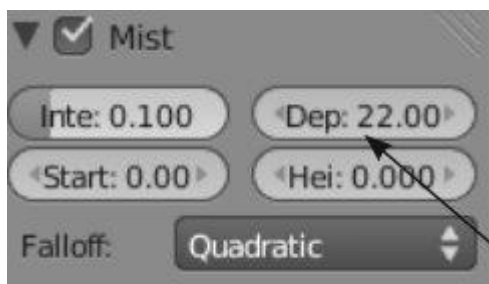 Mist
Inte: 0.100 Dep: 22.00
Start: 0.00 Hei: 0.000
Falloff: Quadratic